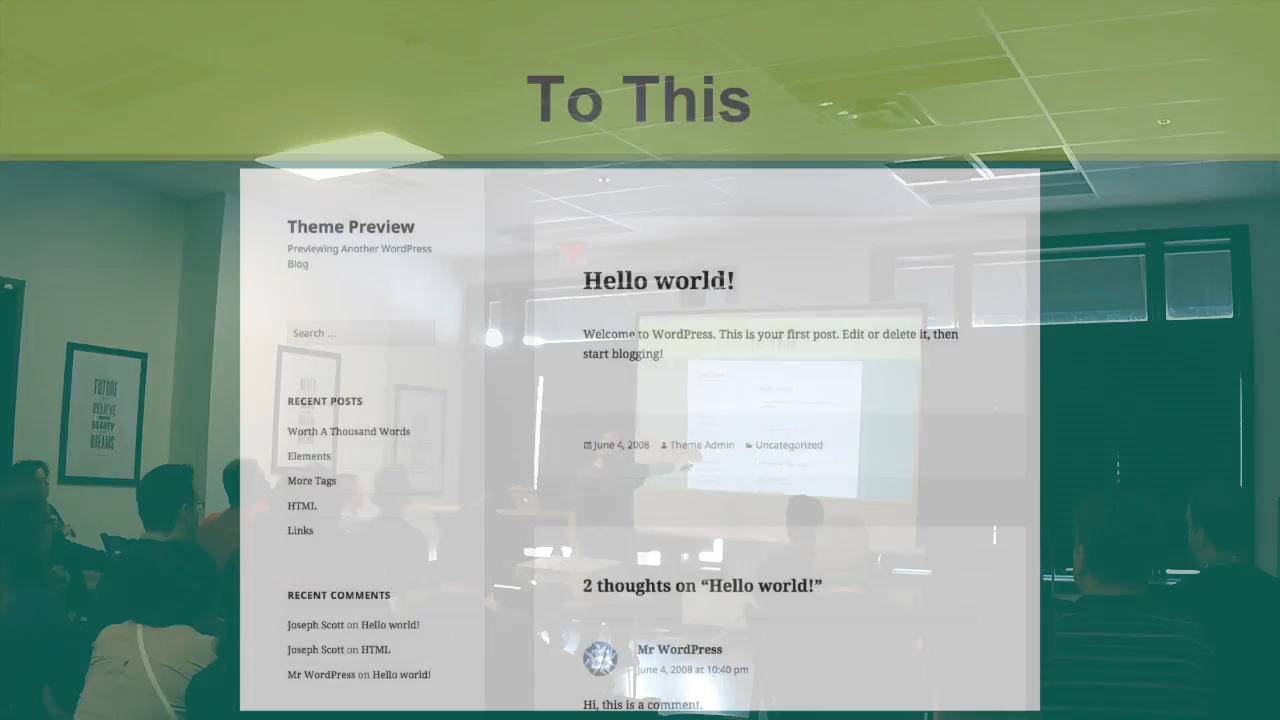 To This
Theme Preview
Previewing Another WordPress
Blog
Search ...
RECENT POSTS
Worth A Thousand Words
Elements
More Tags
HTML
Links
RECENT COMMENTS
Joseph Scott on Hello world!
Joseph Scott on HTML
Mr WordPress on Hello world!
Hello world!
Welcome to WordPress. This is your first post. Edit or delete it, then
start blogging!
June 4, 2008 Theme Admin Uncategorized
2 thoughts on “Hello world!”
Mr WordPress
June 4, 2008 at 10:40 pm
Hi, this is a comment.
FUTURE
BELIEVE
BEAUTY
DREAMS